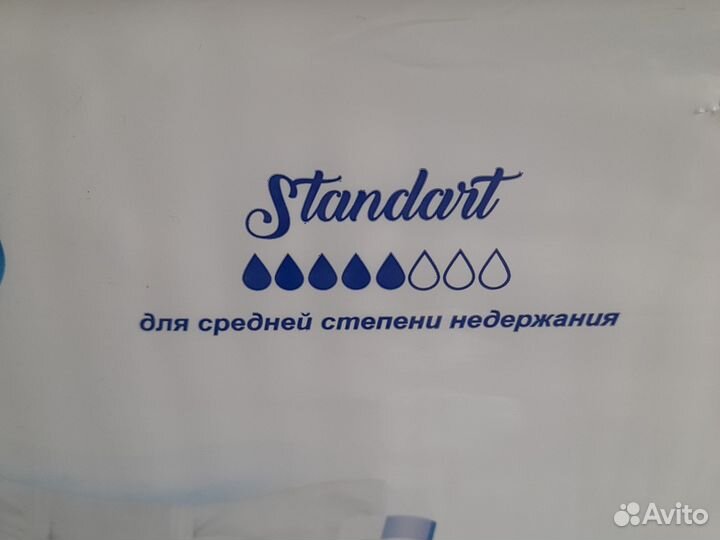 Standart
для средней степени недержания
Avito